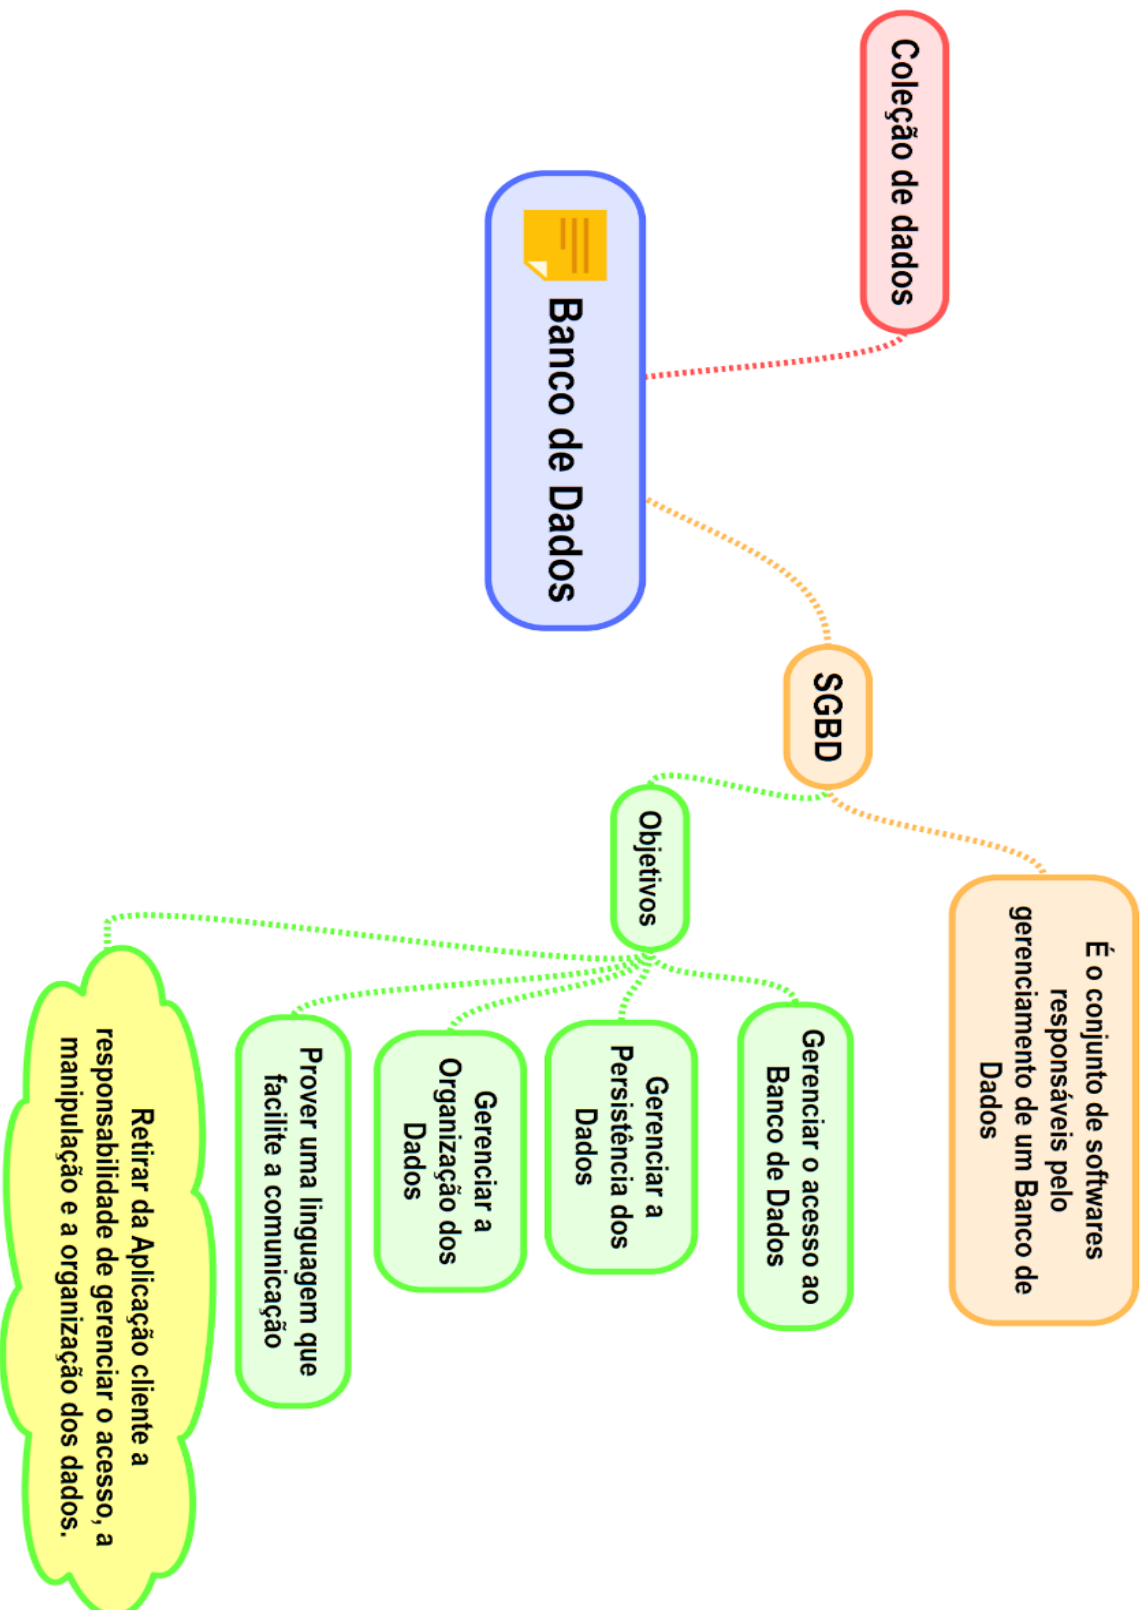 Coleção de dados
Banco de Dados
SGBD
É o conjunto de softwares
responsáveis pelo
gerenciamento de um Banco de
Dados
Objetivos
Gerenciar o acesso ao
Banco de Dados
Gerenciar a
Persistência dos
Dados
Gerenciar a
Organização dos
Dados
Prover uma linguagem que
facilite a comunicação
Retirar da Aplicação cliente a
responsabilidade de gerenciar o acesso, a
manipulação e a organização dos dados.